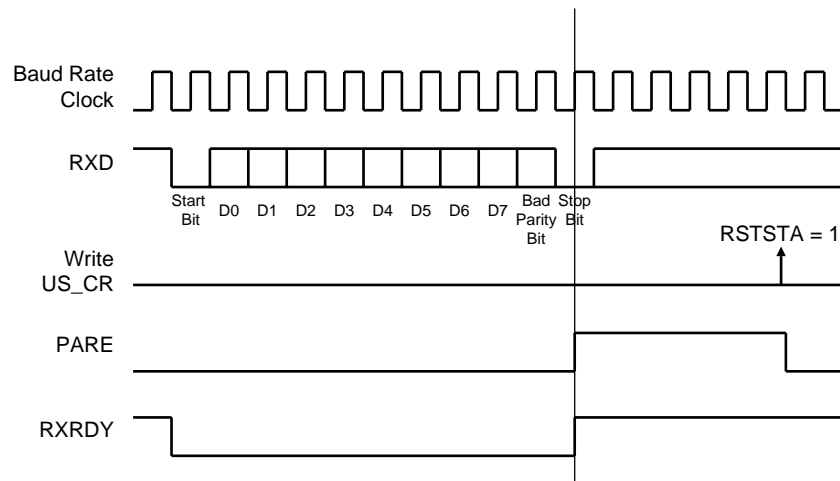 Baud Rate
Clock
RXD
Start
Bit
D0
D1
D2
D3
D4
D5
D6
D7
Bad
Parity
Bit
Stop
Bit
RSTSTA = 1
Write
US_CR
PARE
RXRDY